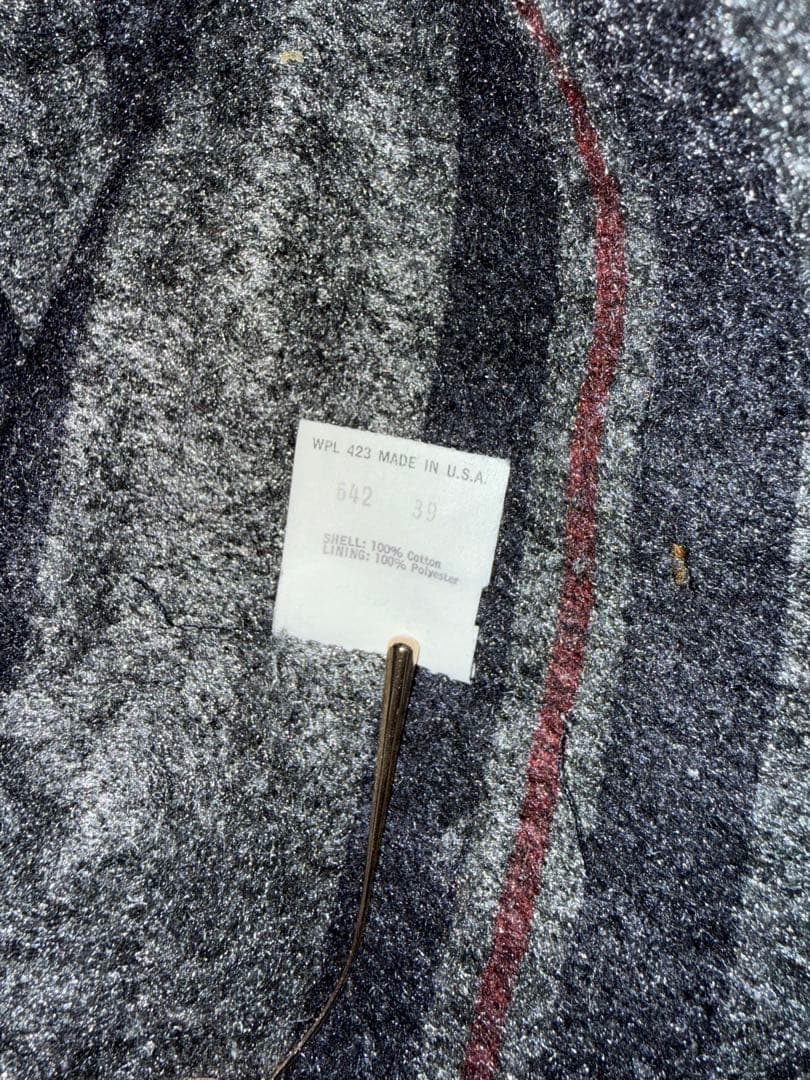 WPL 423 MADE IN U.S.A.
642 39
SHELL: 100% Cotton
LINING: 100% Polyester